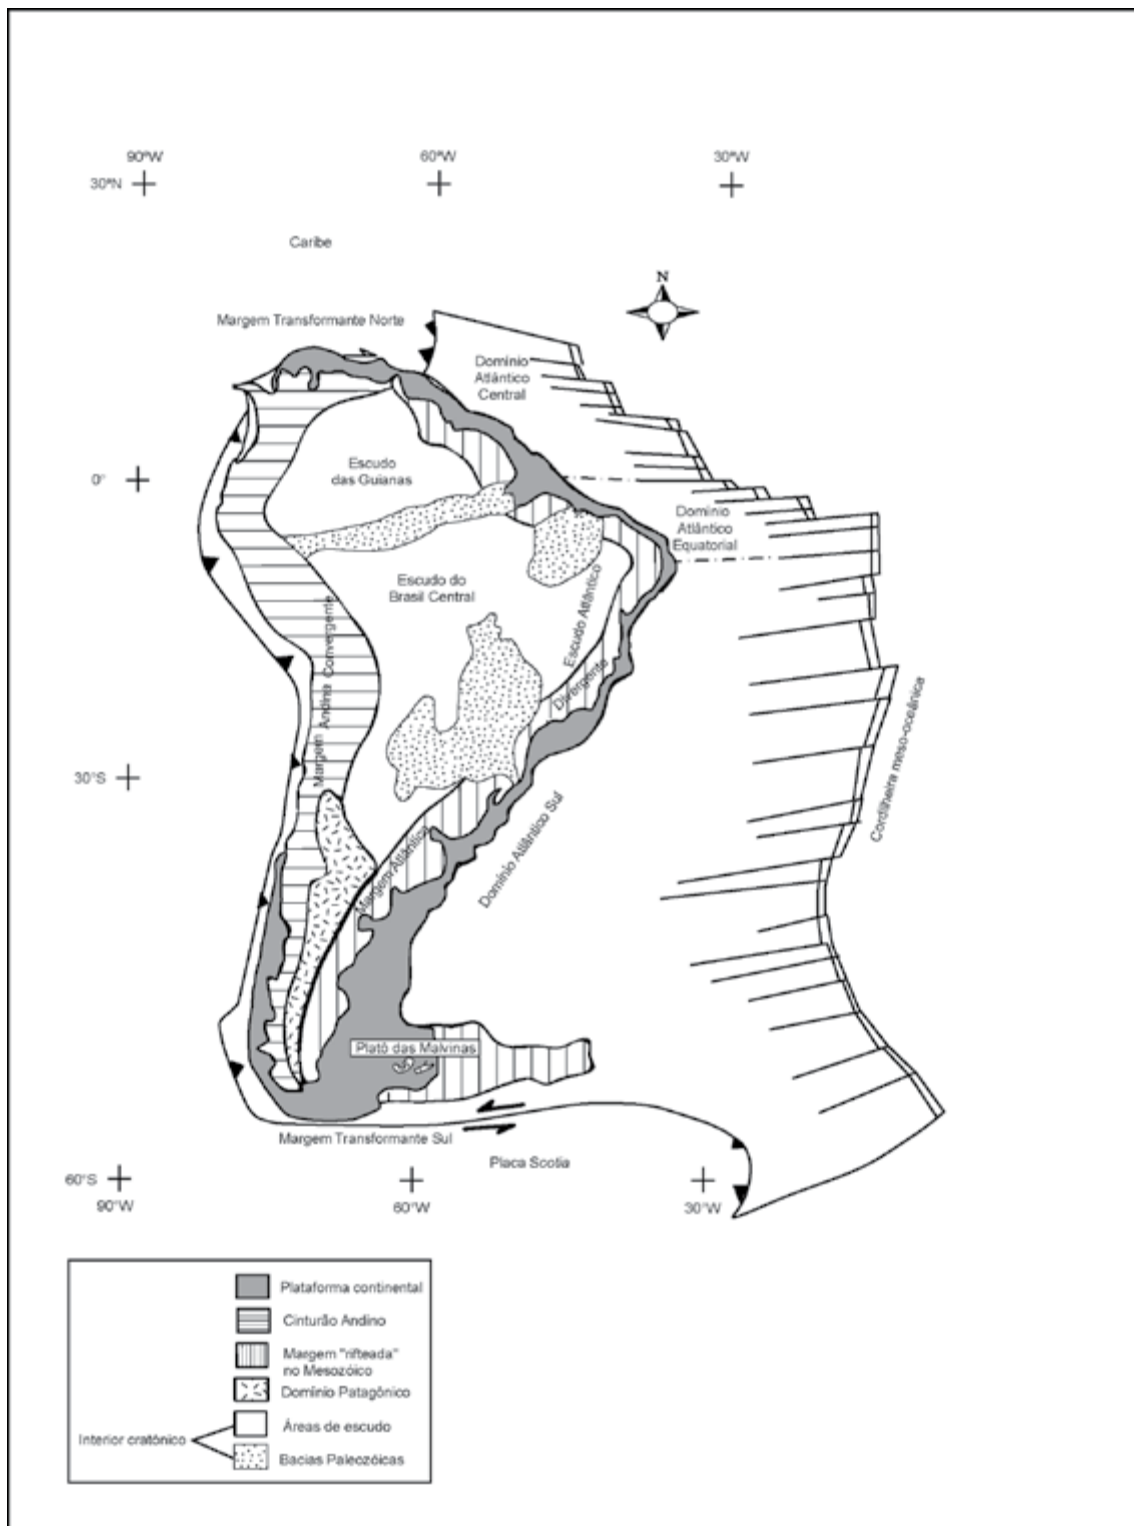 90°W
60°W
30°W
30°N
Caribe
N
Margem Transformante Norte
Domínio
Atlântico
Central
Escudo
das Guianas
0°
Domínio
Atlântico
Equatorial
Escudo do
Brasil Central
Escudo Atlântico
Divergente
Margem Andina Convergente
Cordilheira meso-oceânica
30°S
Margem Atlântica
Domínio Atlântico Sul
Platô das Malvinas
Margem Transformante Sul
Placa Scotia
60°S
90°W
60°W
30°W
Plataforma continental
Cinturão Andino
Margem "rifteada"
no Mesozóico
Domínio Patagônico
Interior cratônico
Áreas de escudo
Bacias Paleozóicas